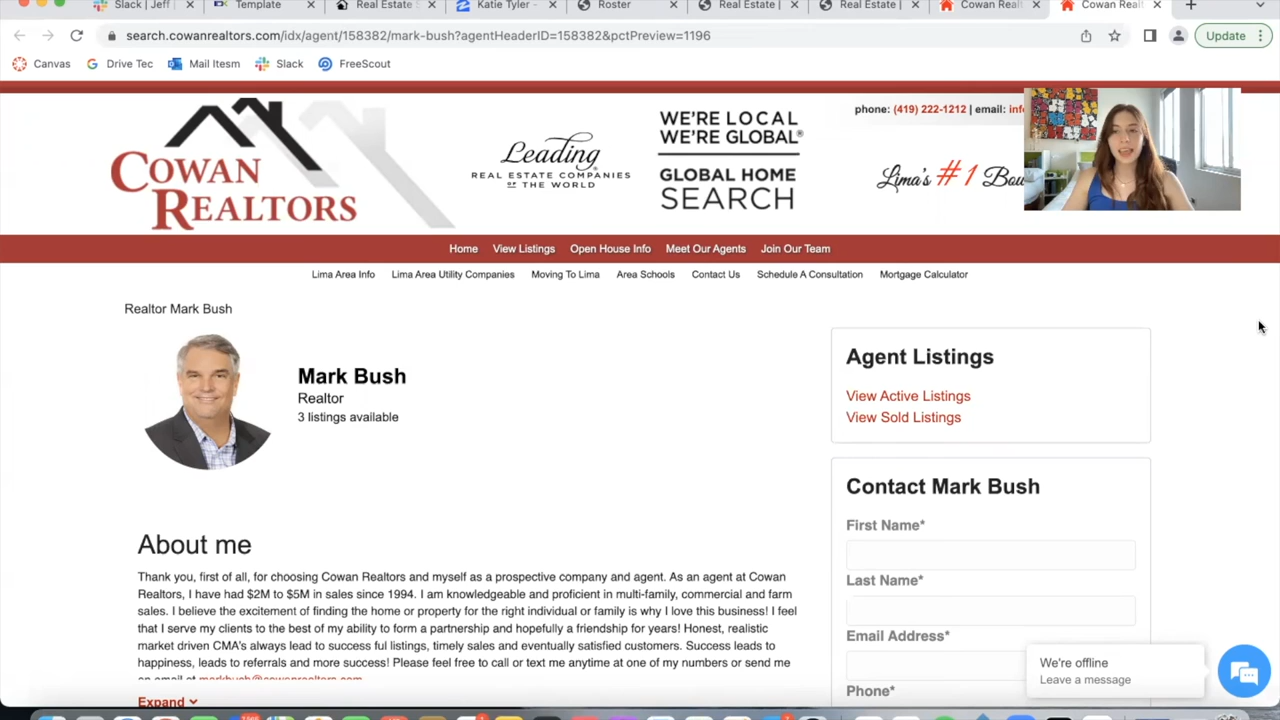 Slack | Jeff
Template
Real Estate S
Katie Tyler -
Roster
Real Estate |
Real Estate |
Cowan Realt
Cowan Realt
search.cowanrealtors.com/idx/agent/158382/mark-bush?agentHeaderID=158382&pctPreview=1196
Update
Canvas
Drive Tec
Mail Itesm
Slack
FreeScout
COWAN
REALTORS
Leading
REAL ESTATE COMPANIES
OF THE WORLD
WE'RE LOCAL
WE'RE GLOBAL®
GLOBAL HOME
SEARCH
phone: (419) 222-1212 | email: inf
Lima's #1 Bou
Home View Listings Open House Info Meet Our Agents Join Our Team
Lima Area Info Lima Area Utility Companies Moving To Lima Area Schools Contact Us Schedule A Consultation Mortgage Calculator
Realtor Mark Bush
Mark Bush
Realtor
3 listings available
About me
Thank you, first of all, for choosing Cowan Realtors and myself as a prospective company and agent. As an agent at Cowan
Realtors, I have had $2M to $5M in sales since 1994. I am knowledgeable and proficient in multi-family, commercial and farm
sales. I believe the excitement of finding the home or property for the right individual or family is why I love this business! I feel
that I serve my clients to the best of my ability to form a partnership and hopefully a friendship for years! Honest, realistic
market driven CMA's always lead to success ful listings, timely sales and eventually satisfied customers. Success leads to
happiness, leads to referrals and more success! Please feel free to call or text me anytime at one of my numbers or send me
an email at markbush@cowanrealtors.com
Expand
Agent Listings
View Active Listings
View Sold Listings
Contact Mark Bush
First Name*
Last Name*
Email Address*
Phone*
We're offline
Leave a message